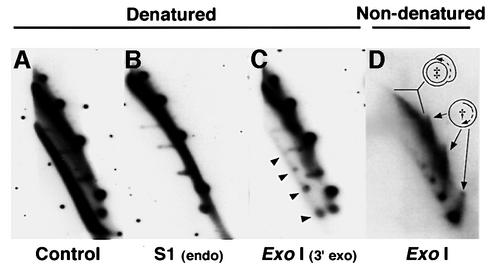 Denatured
Non-denatured
A
B
C
D
‡
†
Control
S1 (endo)
Exo I (3' exo)
Exo I